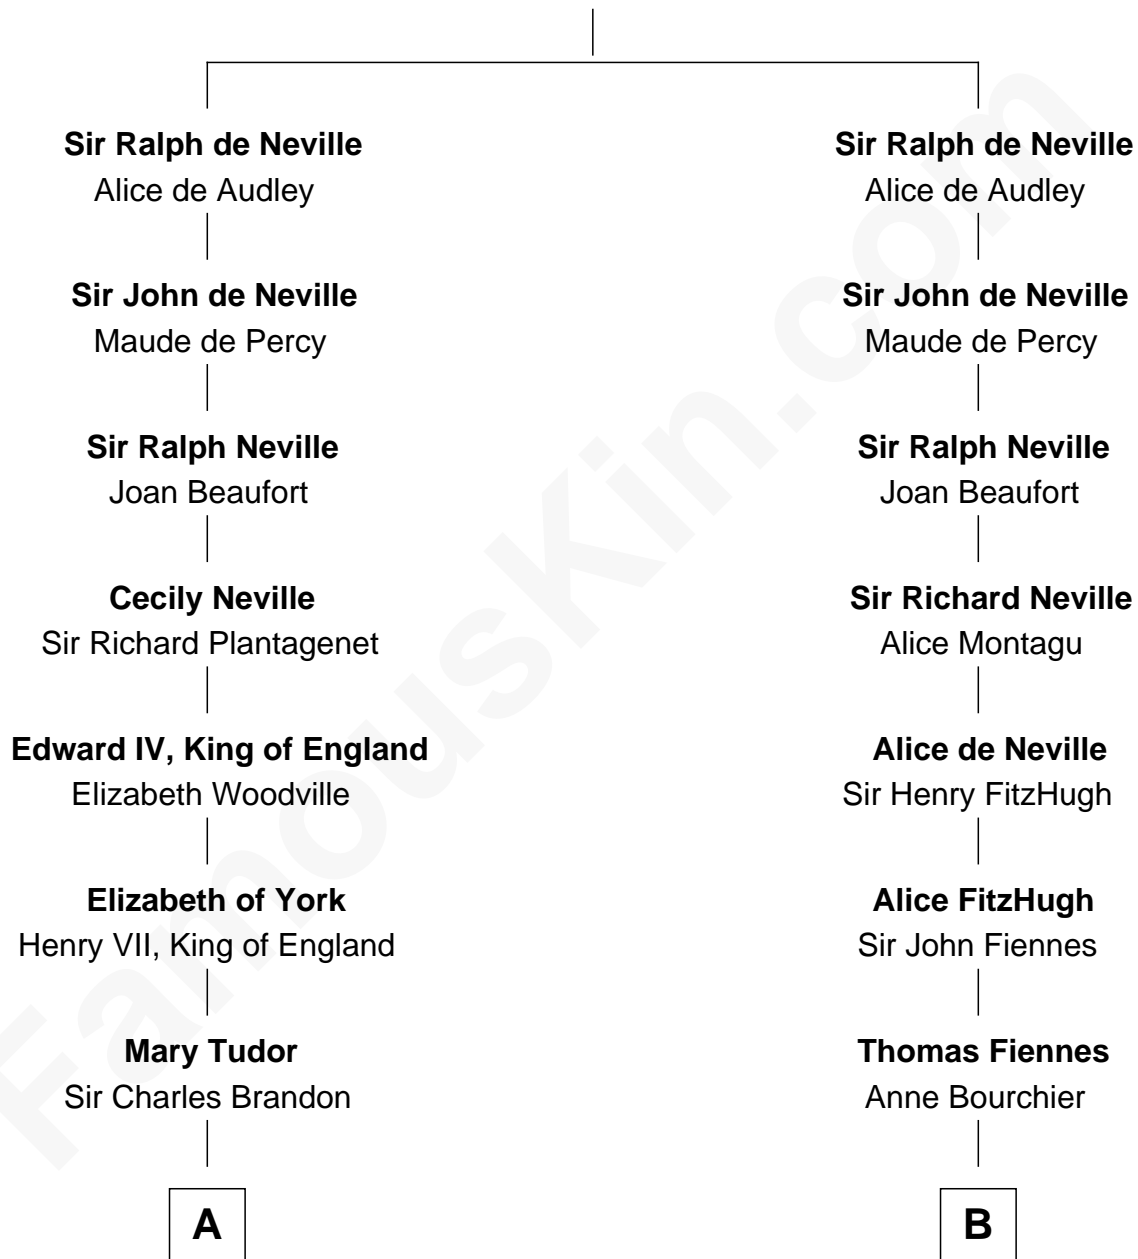 Sir Ralph de Neville
Alice de Audley
Sir John de Neville
Maude de Percy
Sir Ralph Neville
Joan Beaufort
Cecily Neville
Sir Richard Plantagenet
Edward IV, King of England
Elizabeth Woodville
Elizabeth of York
Henry VII, King of England
Mary Tudor
Sir Charles Brandon
A
Sir Ralph de Neville
Alice de Audley
Sir John de Neville
Maude de Percy
Sir Ralph Neville
Joan Beaufort
Sir Richard Neville
Alice Montagu
Alice de Neville
Sir Henry FitzHugh
Alice FitzHugh
Sir John Fiennes
Thomas Fiennes
Anne Bourchier
B
FamousKin.com